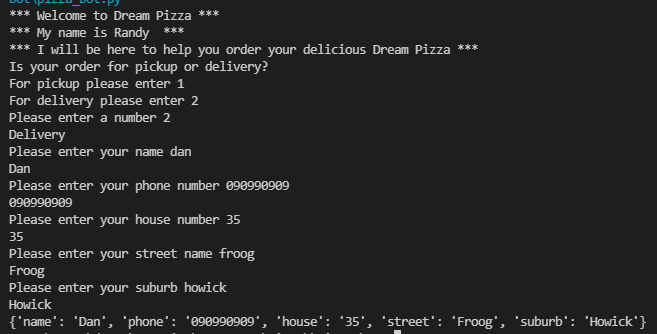 bot\pizza_bot.py
*** Welcome to Dream Pizza ***
*** My name is Randy  ***
*** I will be here to help you order your delicious Dream Pizza ***
Is your order for pickup or delivery?
For pickup please enter 1
For delivery please enter 2
Please enter a number 2
Delivery
Please enter your name dan
Dan
Please enter your phone number 090990909
090990909
Please enter your house number 35
35
Please enter your street name froog
Froog
Please enter your suburb howick
Howick
{'name': 'Dan', 'phone': '090990909', 'house': '35', 'street': 'Froog', 'suburb': 'Howick'}